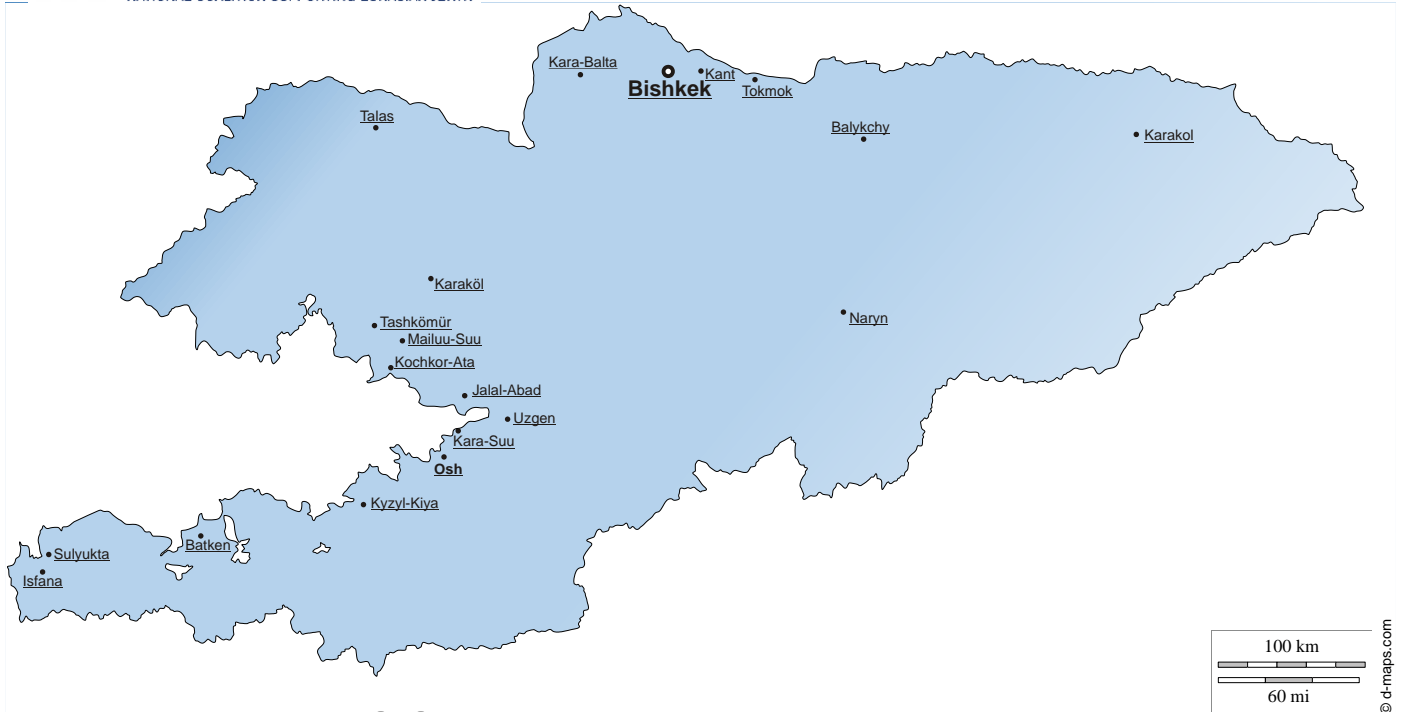 Kara-Balta
Kant
Bishkek
Tokmok
Talas
Balykchy
Karakol
Karaköl
Tashkömür
Naryn
Mailuu-Suu
Kochkor-Ata
Jalal-Abad
Uzgen
Kara-Suu
Osh
Kyzyl-Kiya
Batken
Sulyukta
Isfana
100 km
60 mi
© d-maps.com